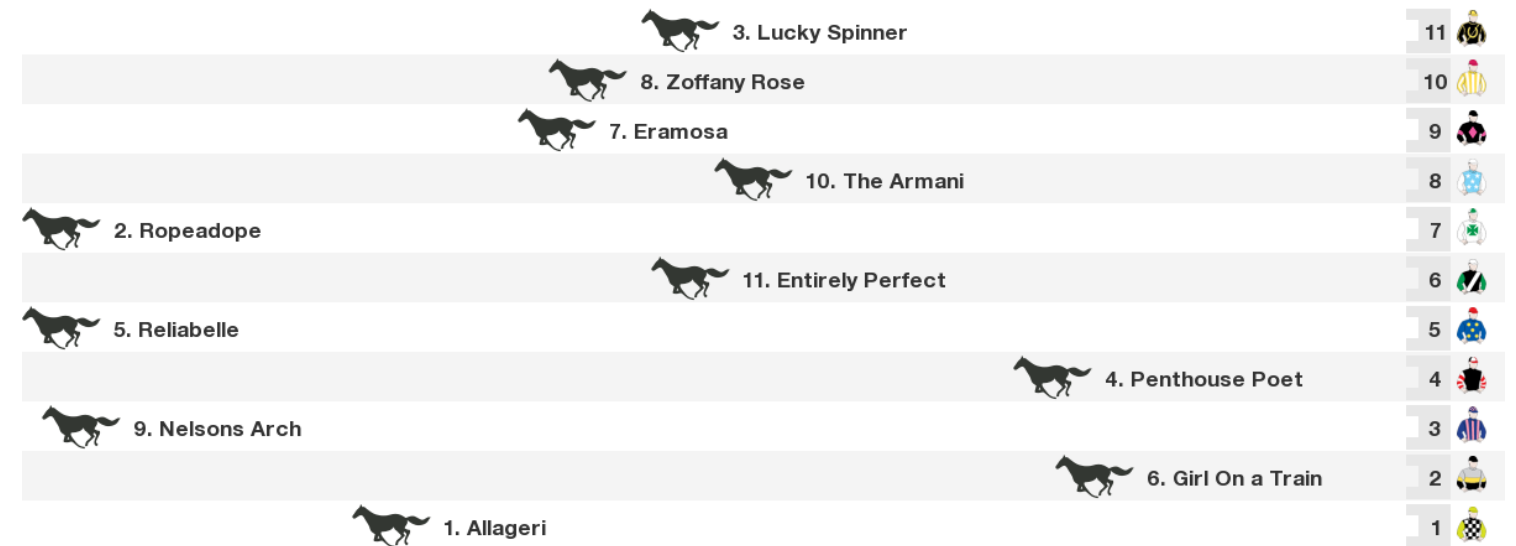 3. Lucky Spinner 11
8. Zoffany Rose 10
7. Eramosa 9
10. The Armani 8
2. Ropeadope 7
11. Entirely Perfect 6
5. Reliabelle 5
4. Penthouse Poet 4
9. Nelsons Arch 3
6. Girl On a Train 2
1. Allageri 1